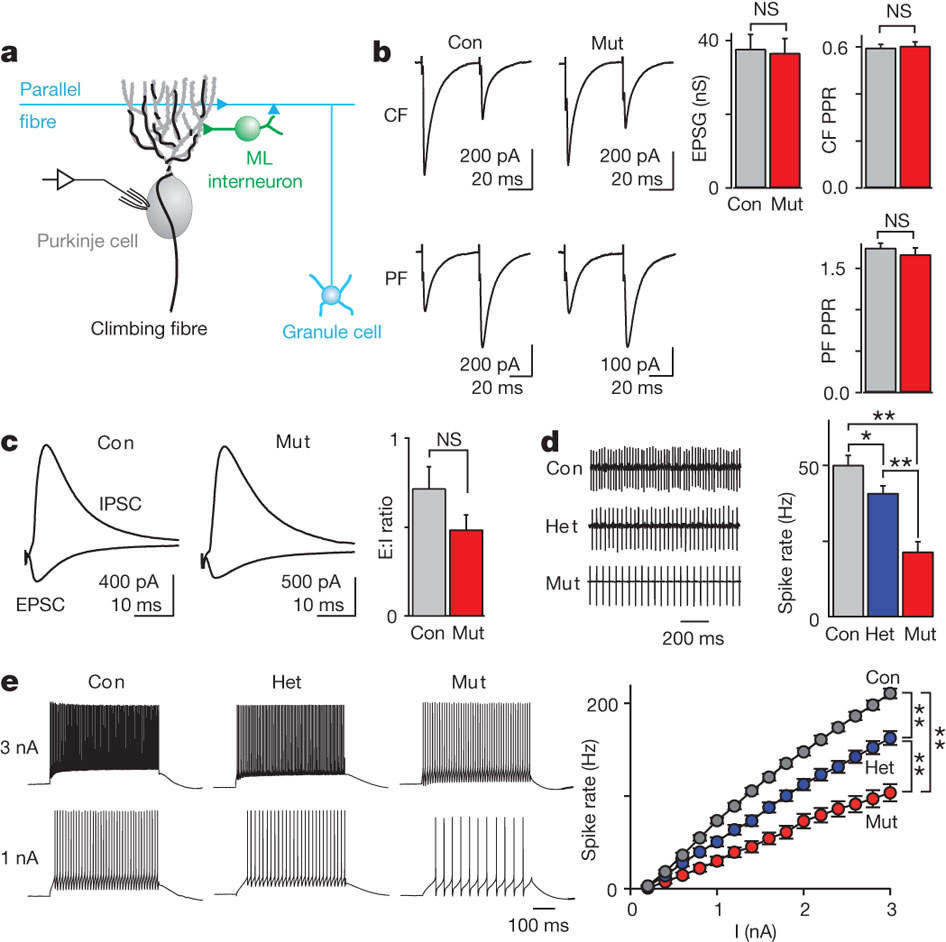 a
Parallel
fibre
ML
interneuron
Purkinje cell
Climbing fibre
Granule cell
b
Con
Mut
CF
200 pA
20 ms
200 pA
20 ms
EPSG (nS)
40
0
NS
Con Mut
CF PPR
0.6
0.0
NS
PF
200 pA
20 ms
100 pA
20 ms
PF PPR
1.5
0.0
NS
c
Con
Mut
IPSC
EPSC
400 pA
10 ms
500 pA
10 ms
E:I ratio
1
0
NS
Con Mut
d
Con
Het
Mut
200 ms
Spike rate (Hz)
50
0
**
*
**
Con Het Mut
e
Con
Het
Mut
3 nA
1 nA
100 ms
Spike rate (Hz)
200
0
Con
Het
Mut
**
**
**
0 1 2 3
I (nA)